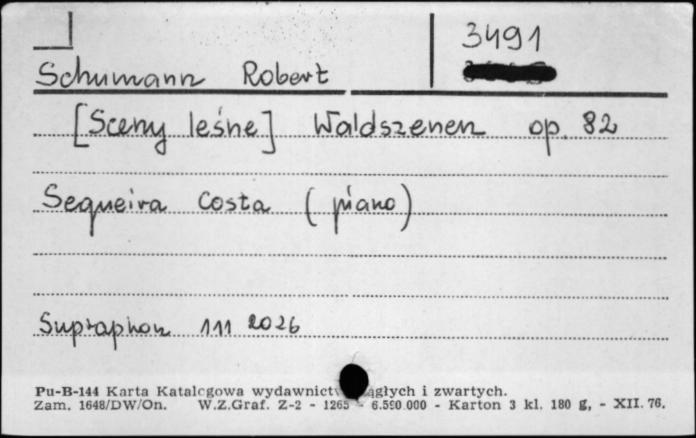 3491
Schumann Robert
[Sceny leśne] Waldszenen op. 82
Sequeira Costa (piano)
Supraphon 111 2026
Pu-B-144 Karta Katalogowa wydawnictw ciągłych i zwartych.
Zam. 1648/DW/On. W.Z.Graf. Z-2 - 1265 - 6.590.000 - Karton 3 kl. 180 g, - XII. 76.